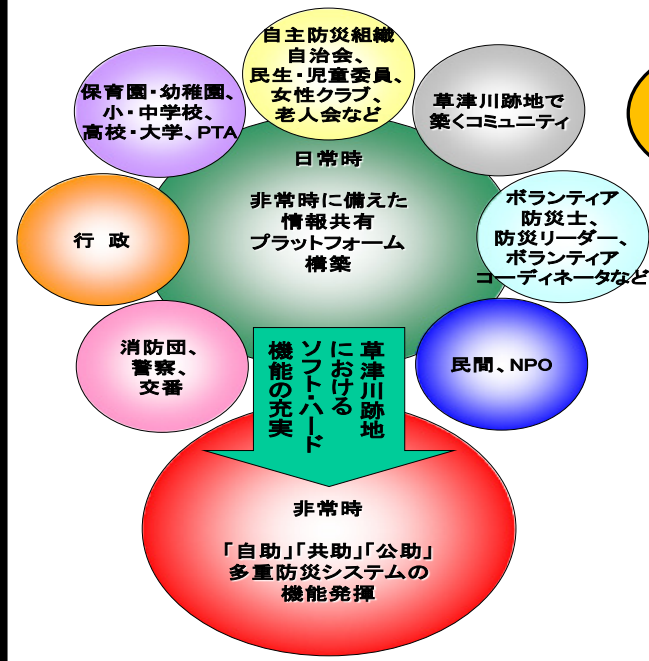 自主防災組織
自治会、
民生・児童委員、
女性クラブ、
老人会など
保育園・幼稚園、
小・中学校、
高校・大学、PTA
草津川跡地で
築くコミュニティ
日常時
非常時に備えた
情報共有
プラットフォーム
構築
行 政
ボランティア
防災士、
防災リーダー、
ボランティア
コーディネータなど
消防団、
警察、
交番
民間、NPO
草津川跡地
における
ソフト・ハード
機能の充実
非常時
「自助」「共助」「公助」
多重防災システムの
機能発揮